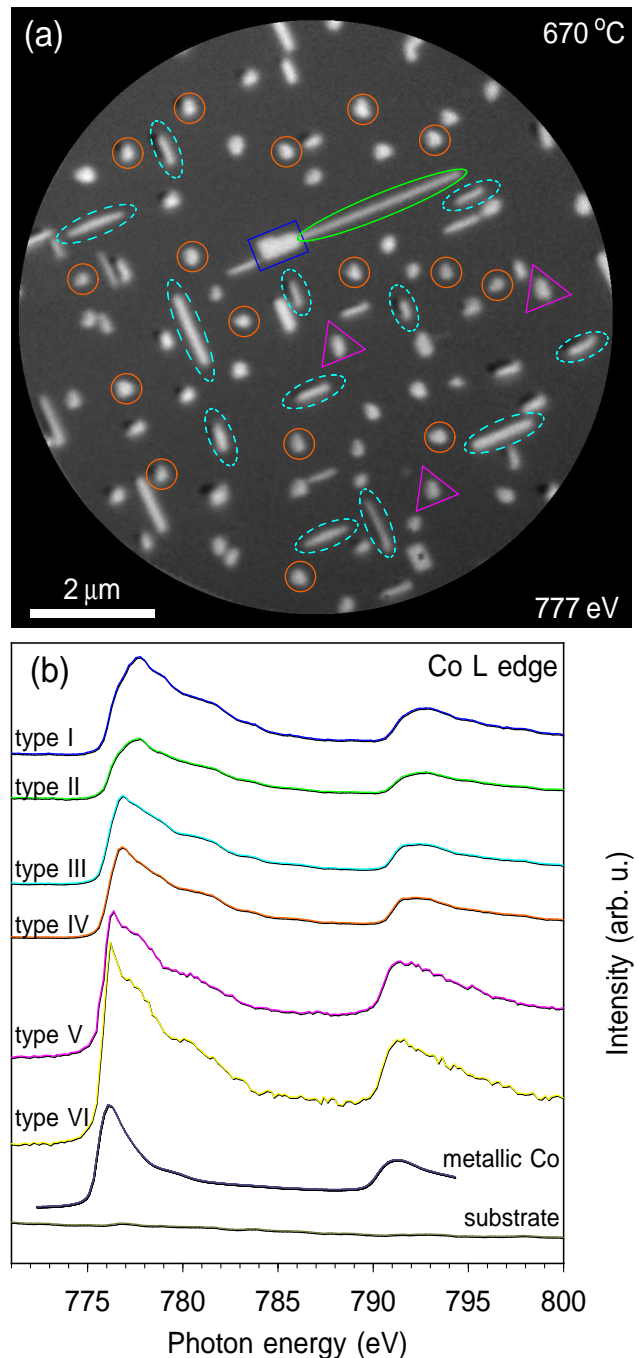 (a)
670 °C
2 μm
777 eV
(b)
Co L edge
type I
type II
type III
type IV
type V
type VI
metallic Co
substrate
Intensity (arb. u.)
775 780 785 790 795 800
Photon energy (eV)